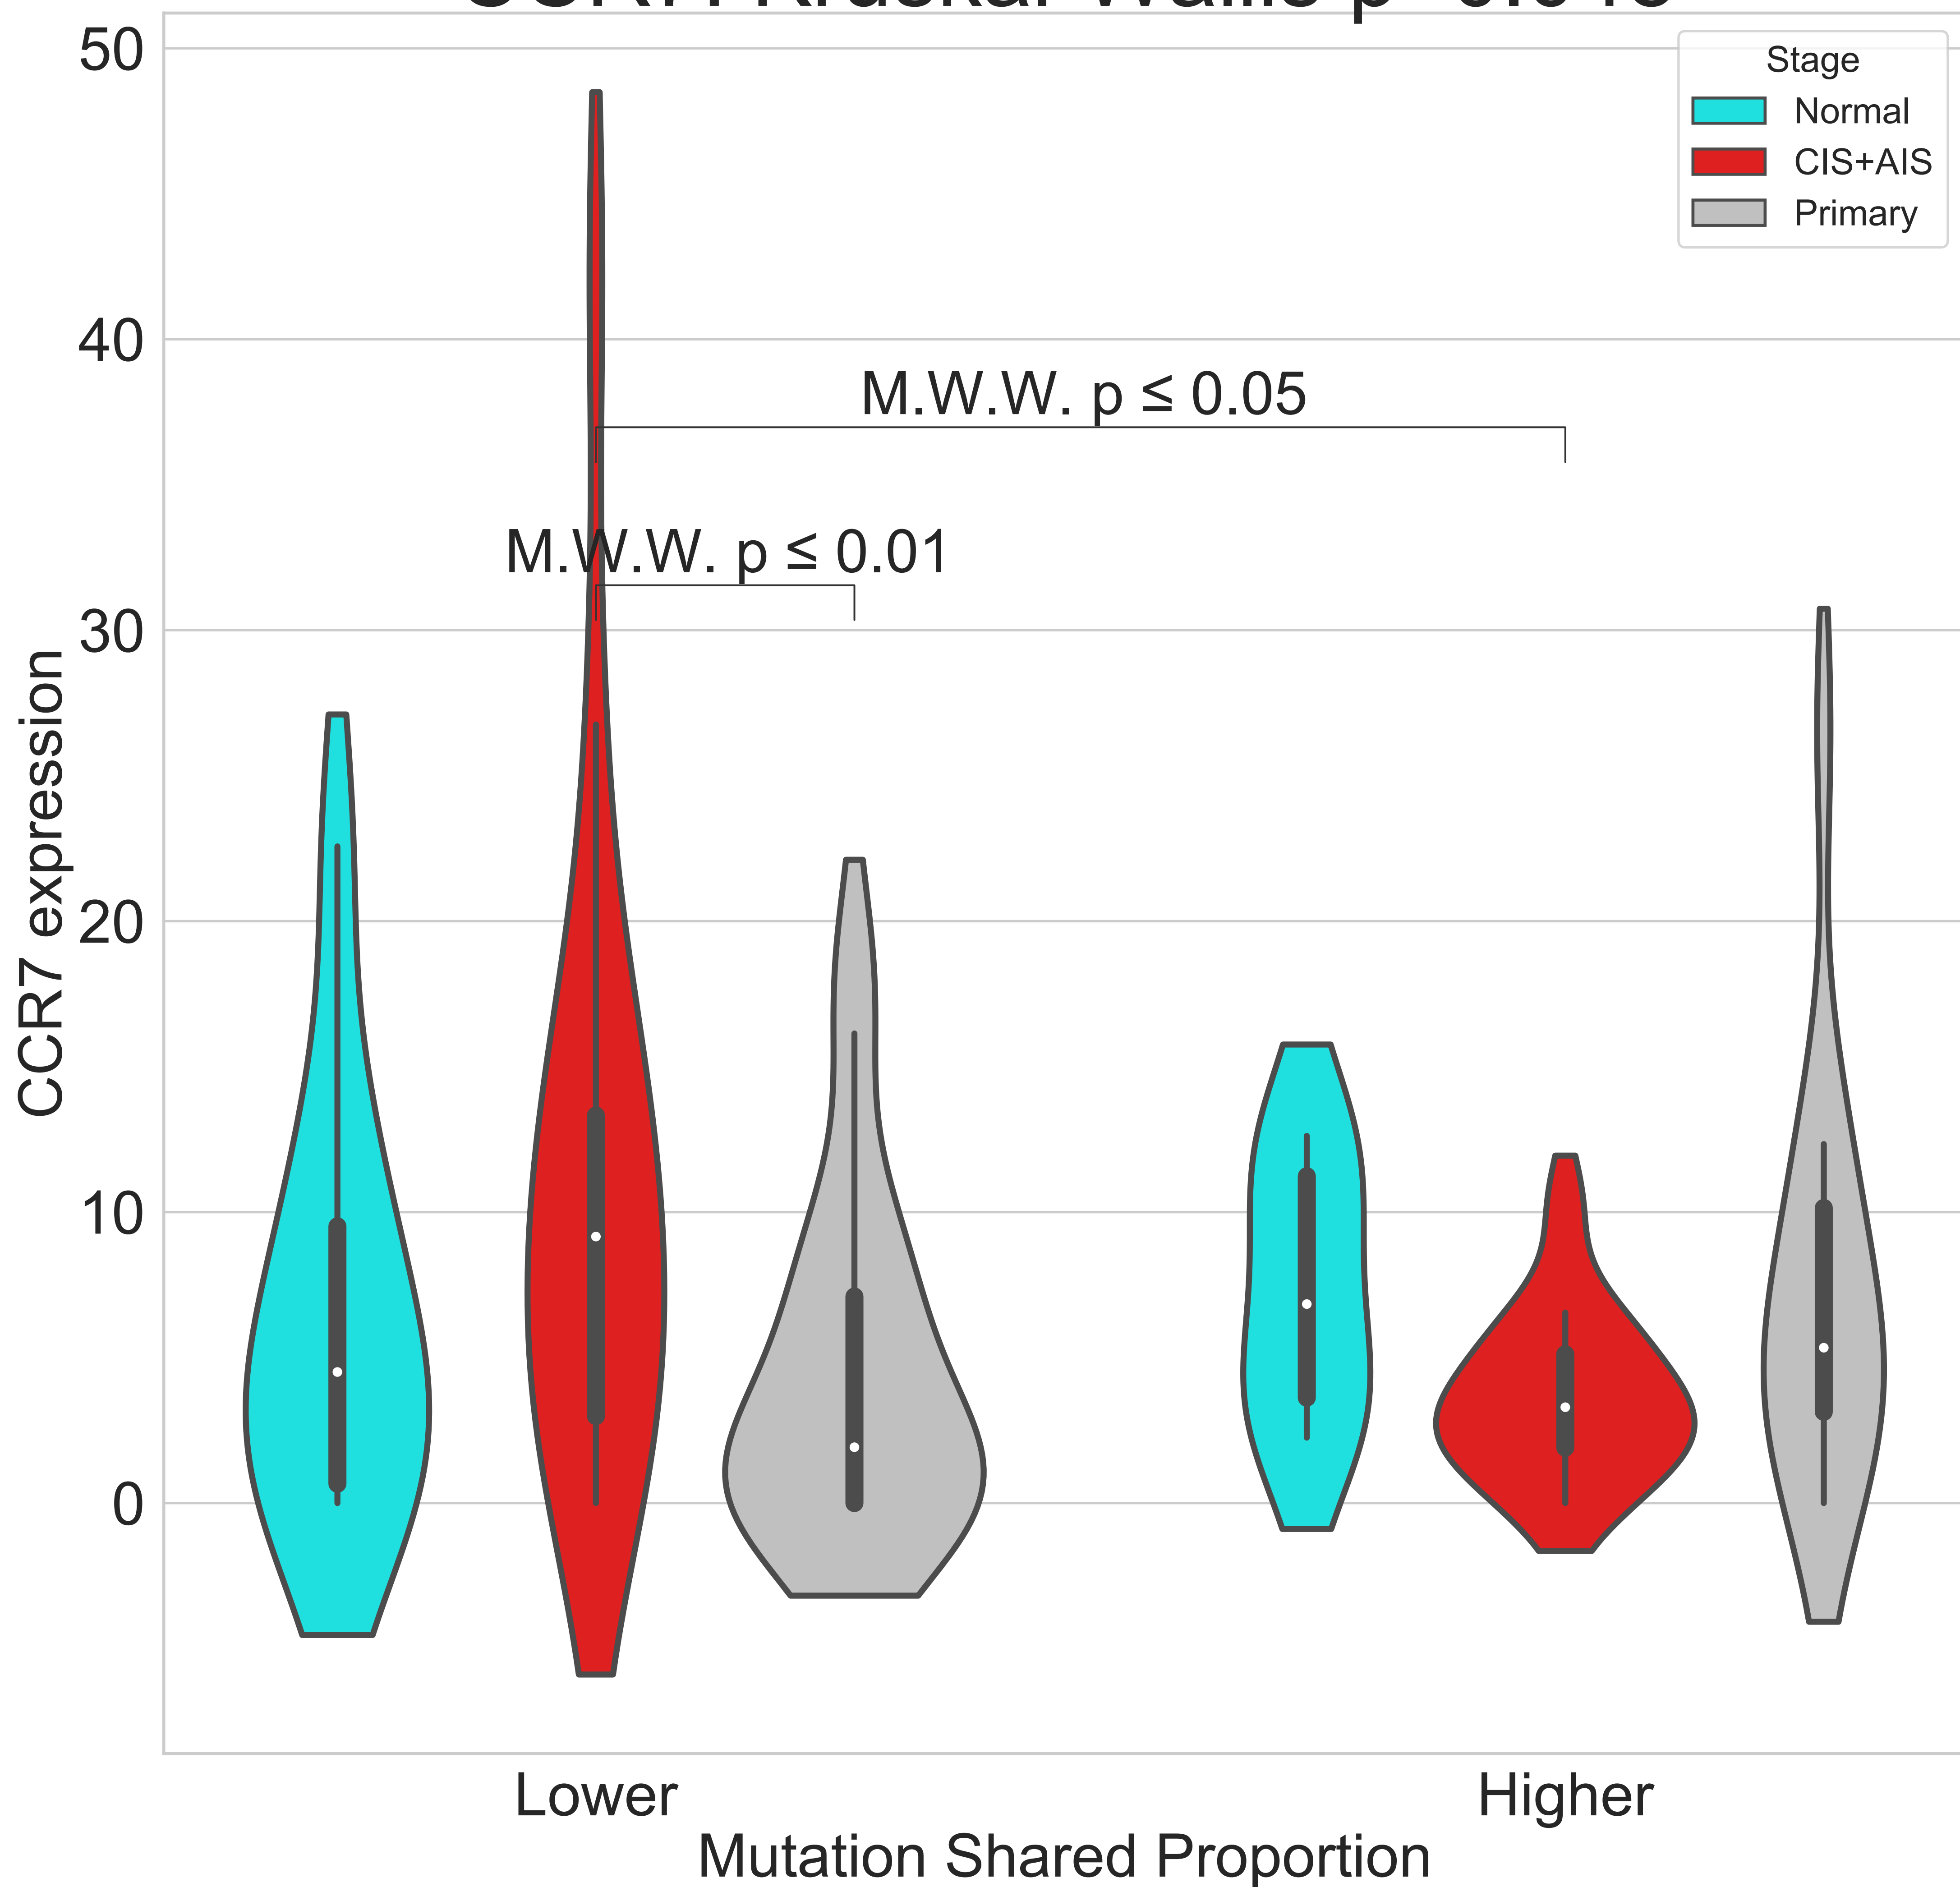 50
Stage
Normal
CIS+AIS
Primary
40
M.W.W. p ≤ 0.05
M.W.W. p ≤ 0.01
30
20
10
0
CCR7 expression
Lower
Higher
Mutation Shared Proportion